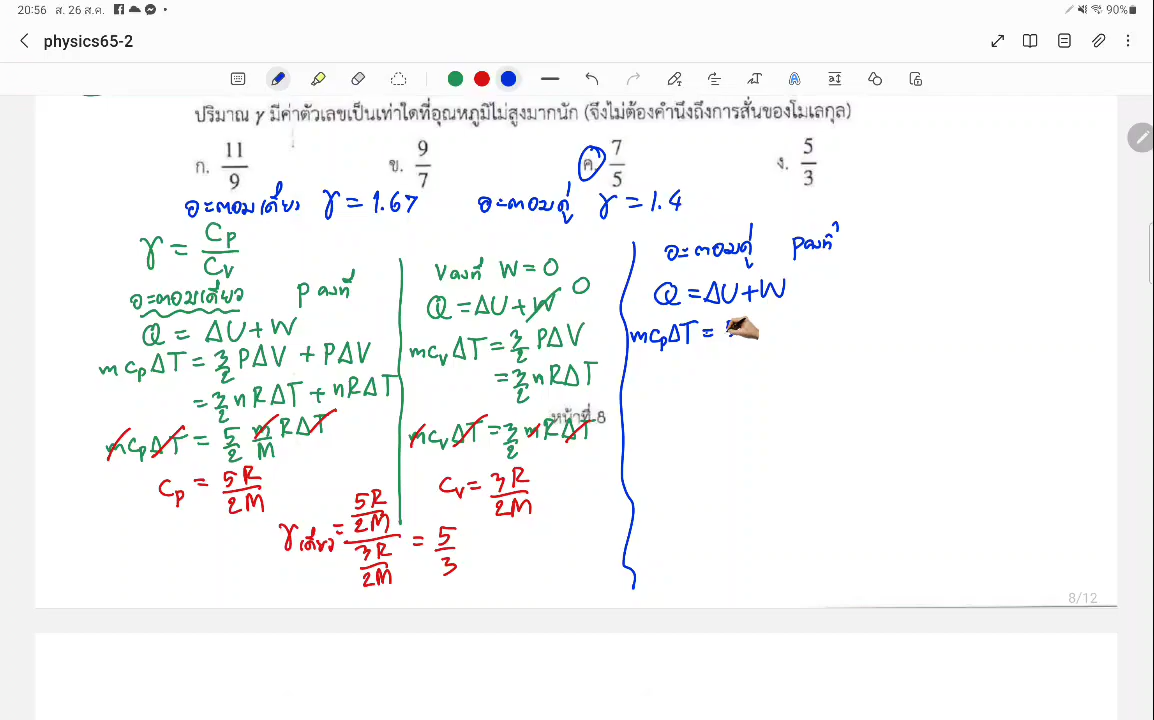 20:56 ส. 26 ส.ค.
90%
physics65-2
ปริมาณ γ มีค่าตัวเลขเป็นเท่าใดที่อุณหภูมิไม่สูงมากนัก (จึงไม่ต้องคำนึงถึงการสั่นของโมเลกุล)
ก. 11/9 ข. 9/7 ค. 7/5 ง. 5/3
อะตอมเดี่ยว γ = 1.67 อะตอมคู่ γ = 1.4
γ = Cp/Cv
อะตอมเดี่ยว P คงที่
Q = ΔU + W
mcpΔT = 3/2 PΔV + PΔV
= 3/2 nRΔT + nRΔT
mcpΔT = 5/2 m/M RΔT
cp = 5R/2M
V คงที่ W = 0
Q = ΔU + W 0
mcvΔT = 3/2 PΔV
= 3/2 nRΔT
หน้าที่ 8
mcvΔT = 3/2 mRΔT
cv = 3R/2M
γเดี่ยว = 5R/2M / 3R/2M = 5/3
อะตอมคู่ P คงที่
Q = ΔU + W
mcpΔT =
8/12